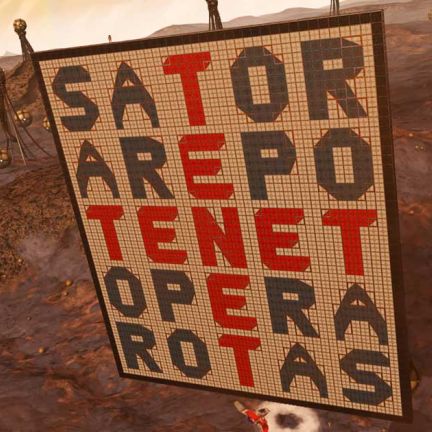 SATOR
AREPO
TENET
OPERA
ROTAS